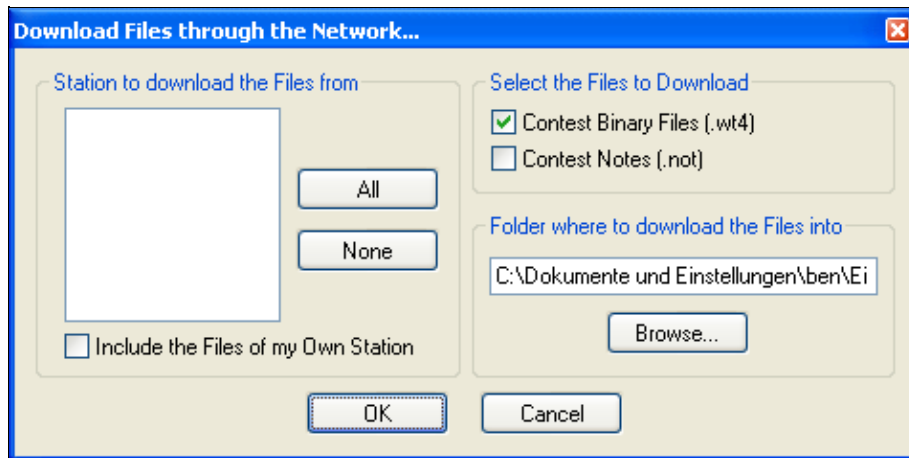 Download Files through the Network...
Station to download the Files from
All
None
Include the Files of my Own Station
Select the Files to Download
Contest Binary Files (.wt4)
Contest Notes (.not)
Folder where to download the Files into
C:\Dokumente und Einstellungen\ben\Ei
Browse...
OK
Cancel